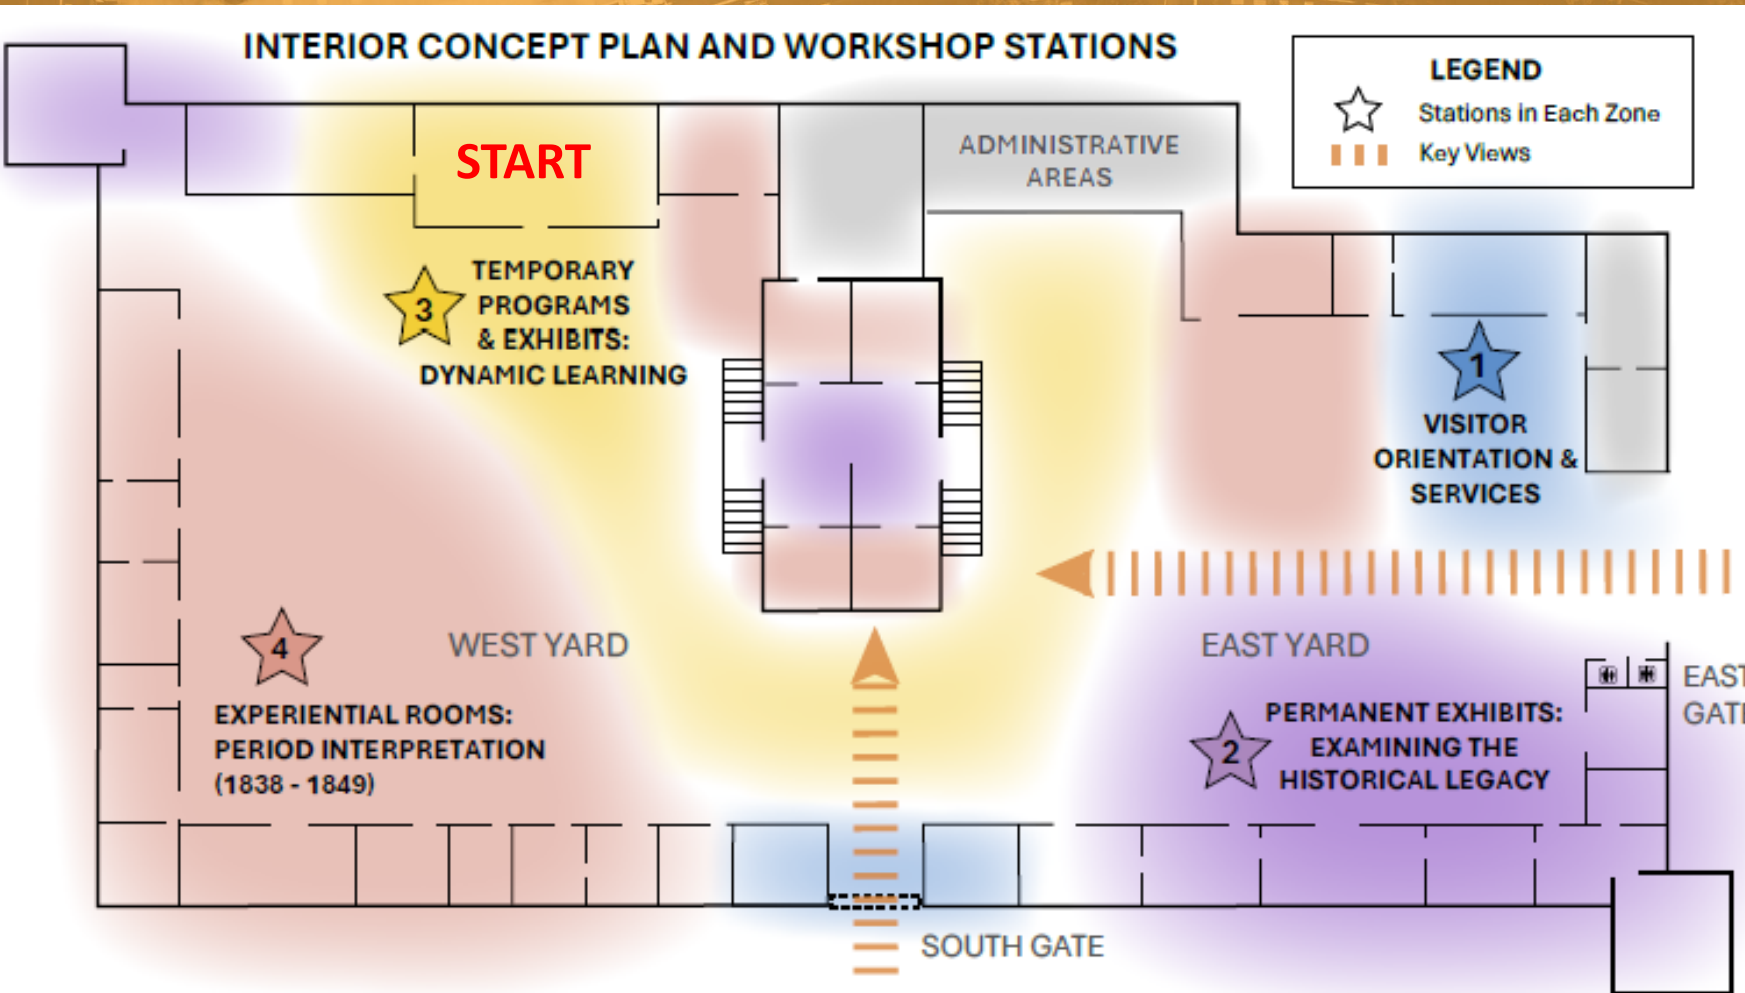 INTERIOR CONCEPT PLAN AND WORKSHOP STATIONS
LEGEND
Stations in Each Zone
Key Views
START
ADMINISTRATIVE
AREAS
3
TEMPORARY
PROGRAMS
& EXHIBITS:
DYNAMIC LEARNING
1
VISITOR
ORIENTATION &
SERVICES
4
WEST YARD
EXPERIENTIAL ROOMS:
PERIOD INTERPRETATION
(1838 - 1849)
EAST YARD
2
PERMANENT EXHIBITS:
EXAMINING THE
HISTORICAL LEGACY
EAST
GATE
SOUTH GATE